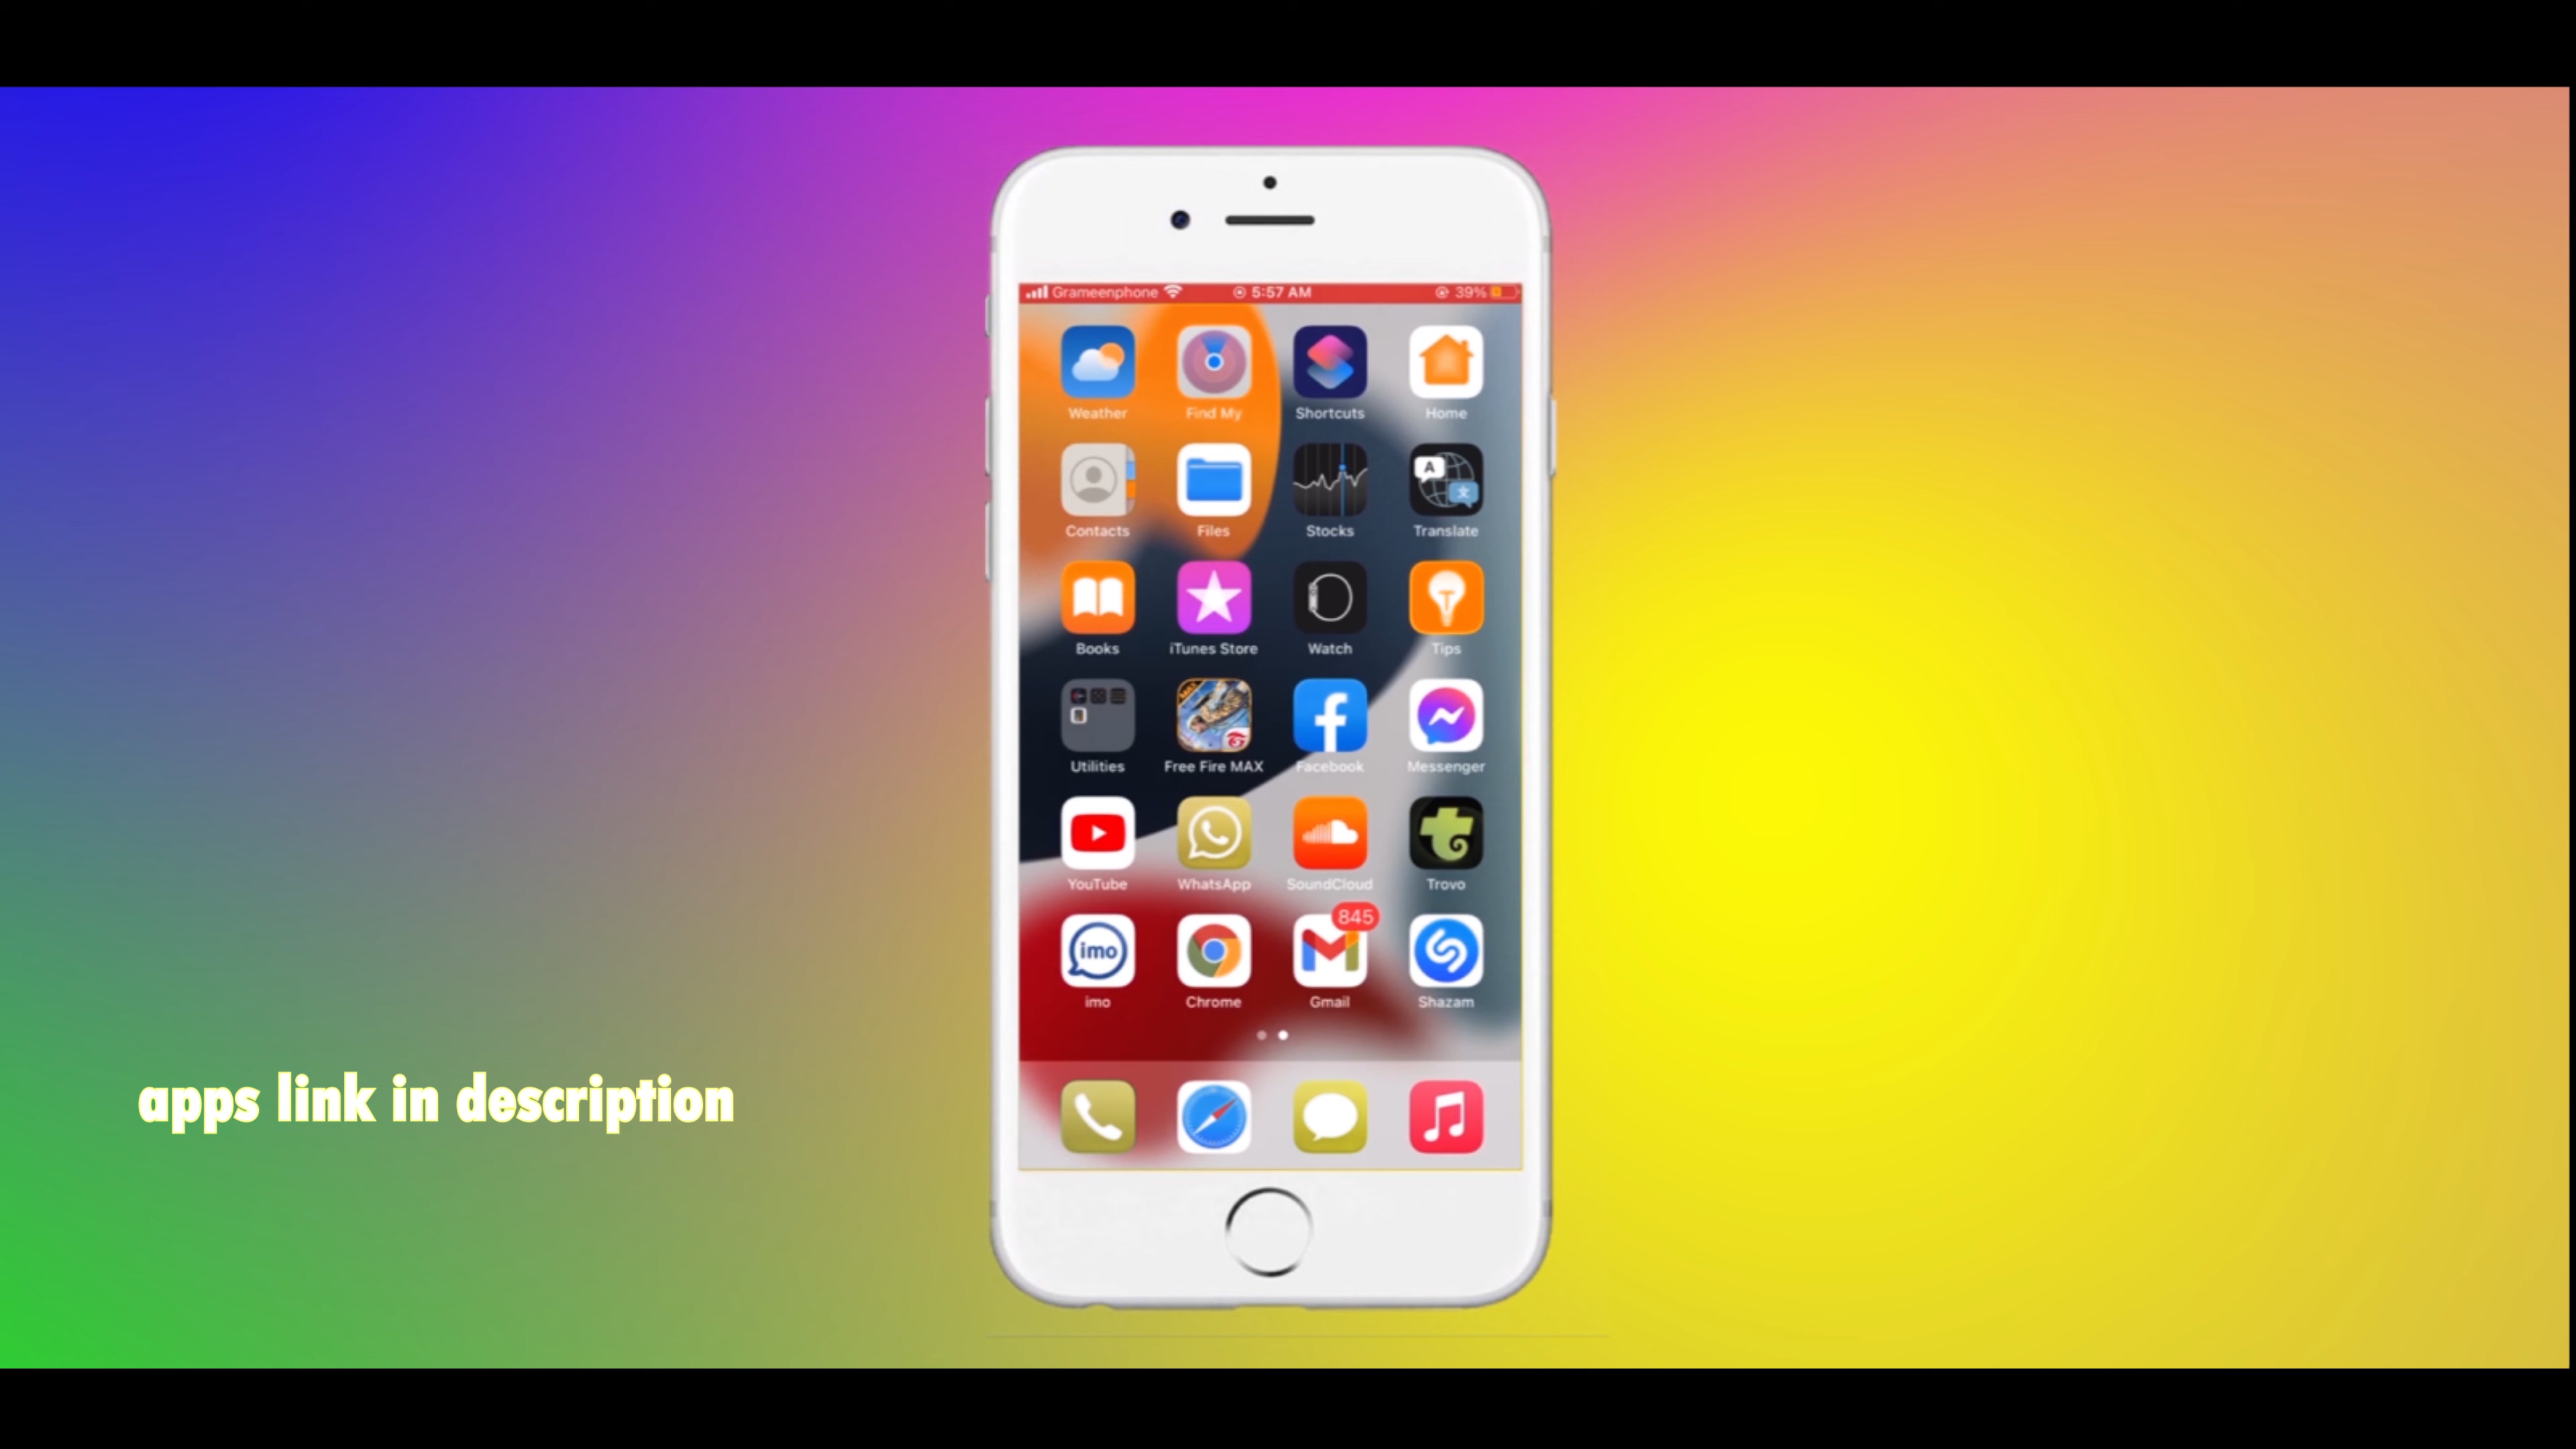 Grameenphone 5:57 AM 39%
Weather Find My Shortcuts Home
Contacts Files Stocks Translate
Books iTunes Store Watch Tips
Utilities Free Fire MAX Facebook Messenger
YouTube WhatsApp SoundCloud Trovo
845
imo
imo Chrome Gmail Shazam
apps link in description